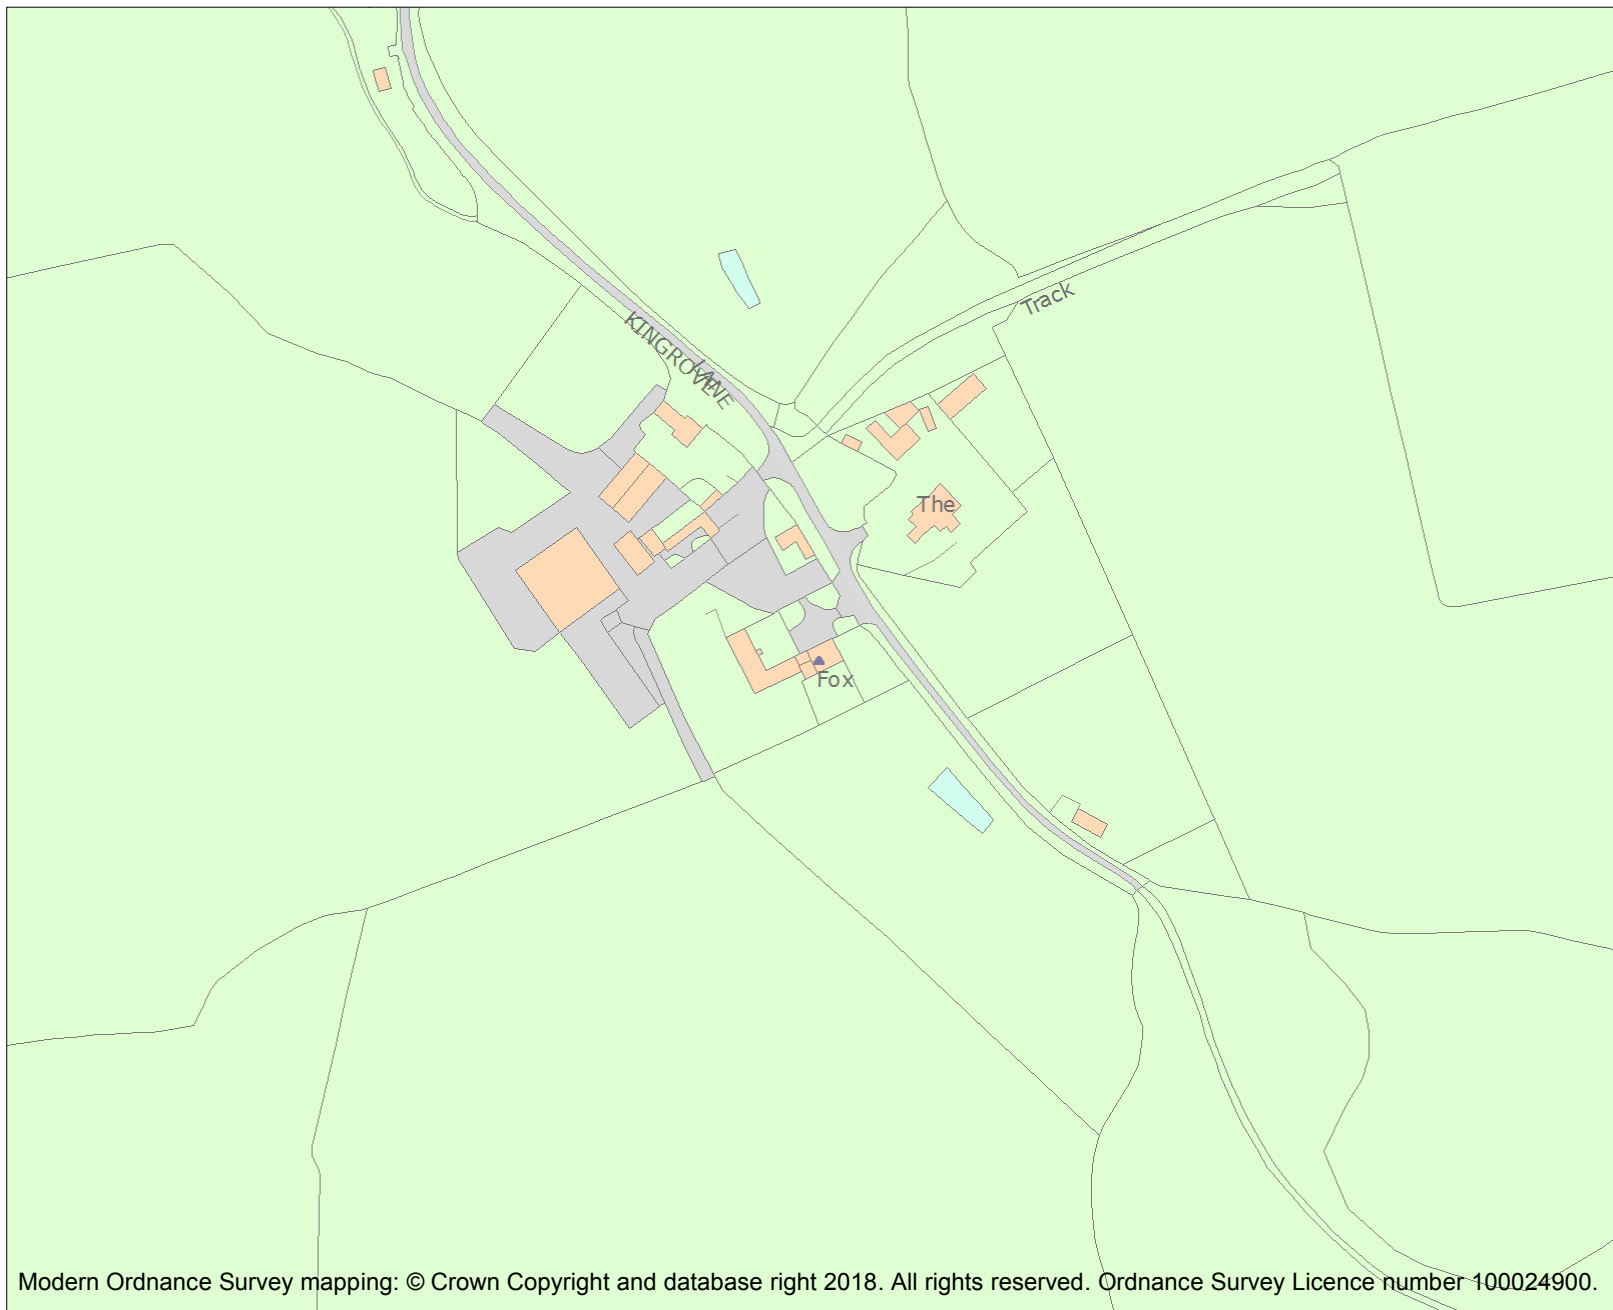 Track
KINGROVE
LANE
The
Fox
Modern Ordnance Survey mapping: © Crown Copyright and database right 2018. All rights reserved. Ordnance Survey Licence number 100024900.